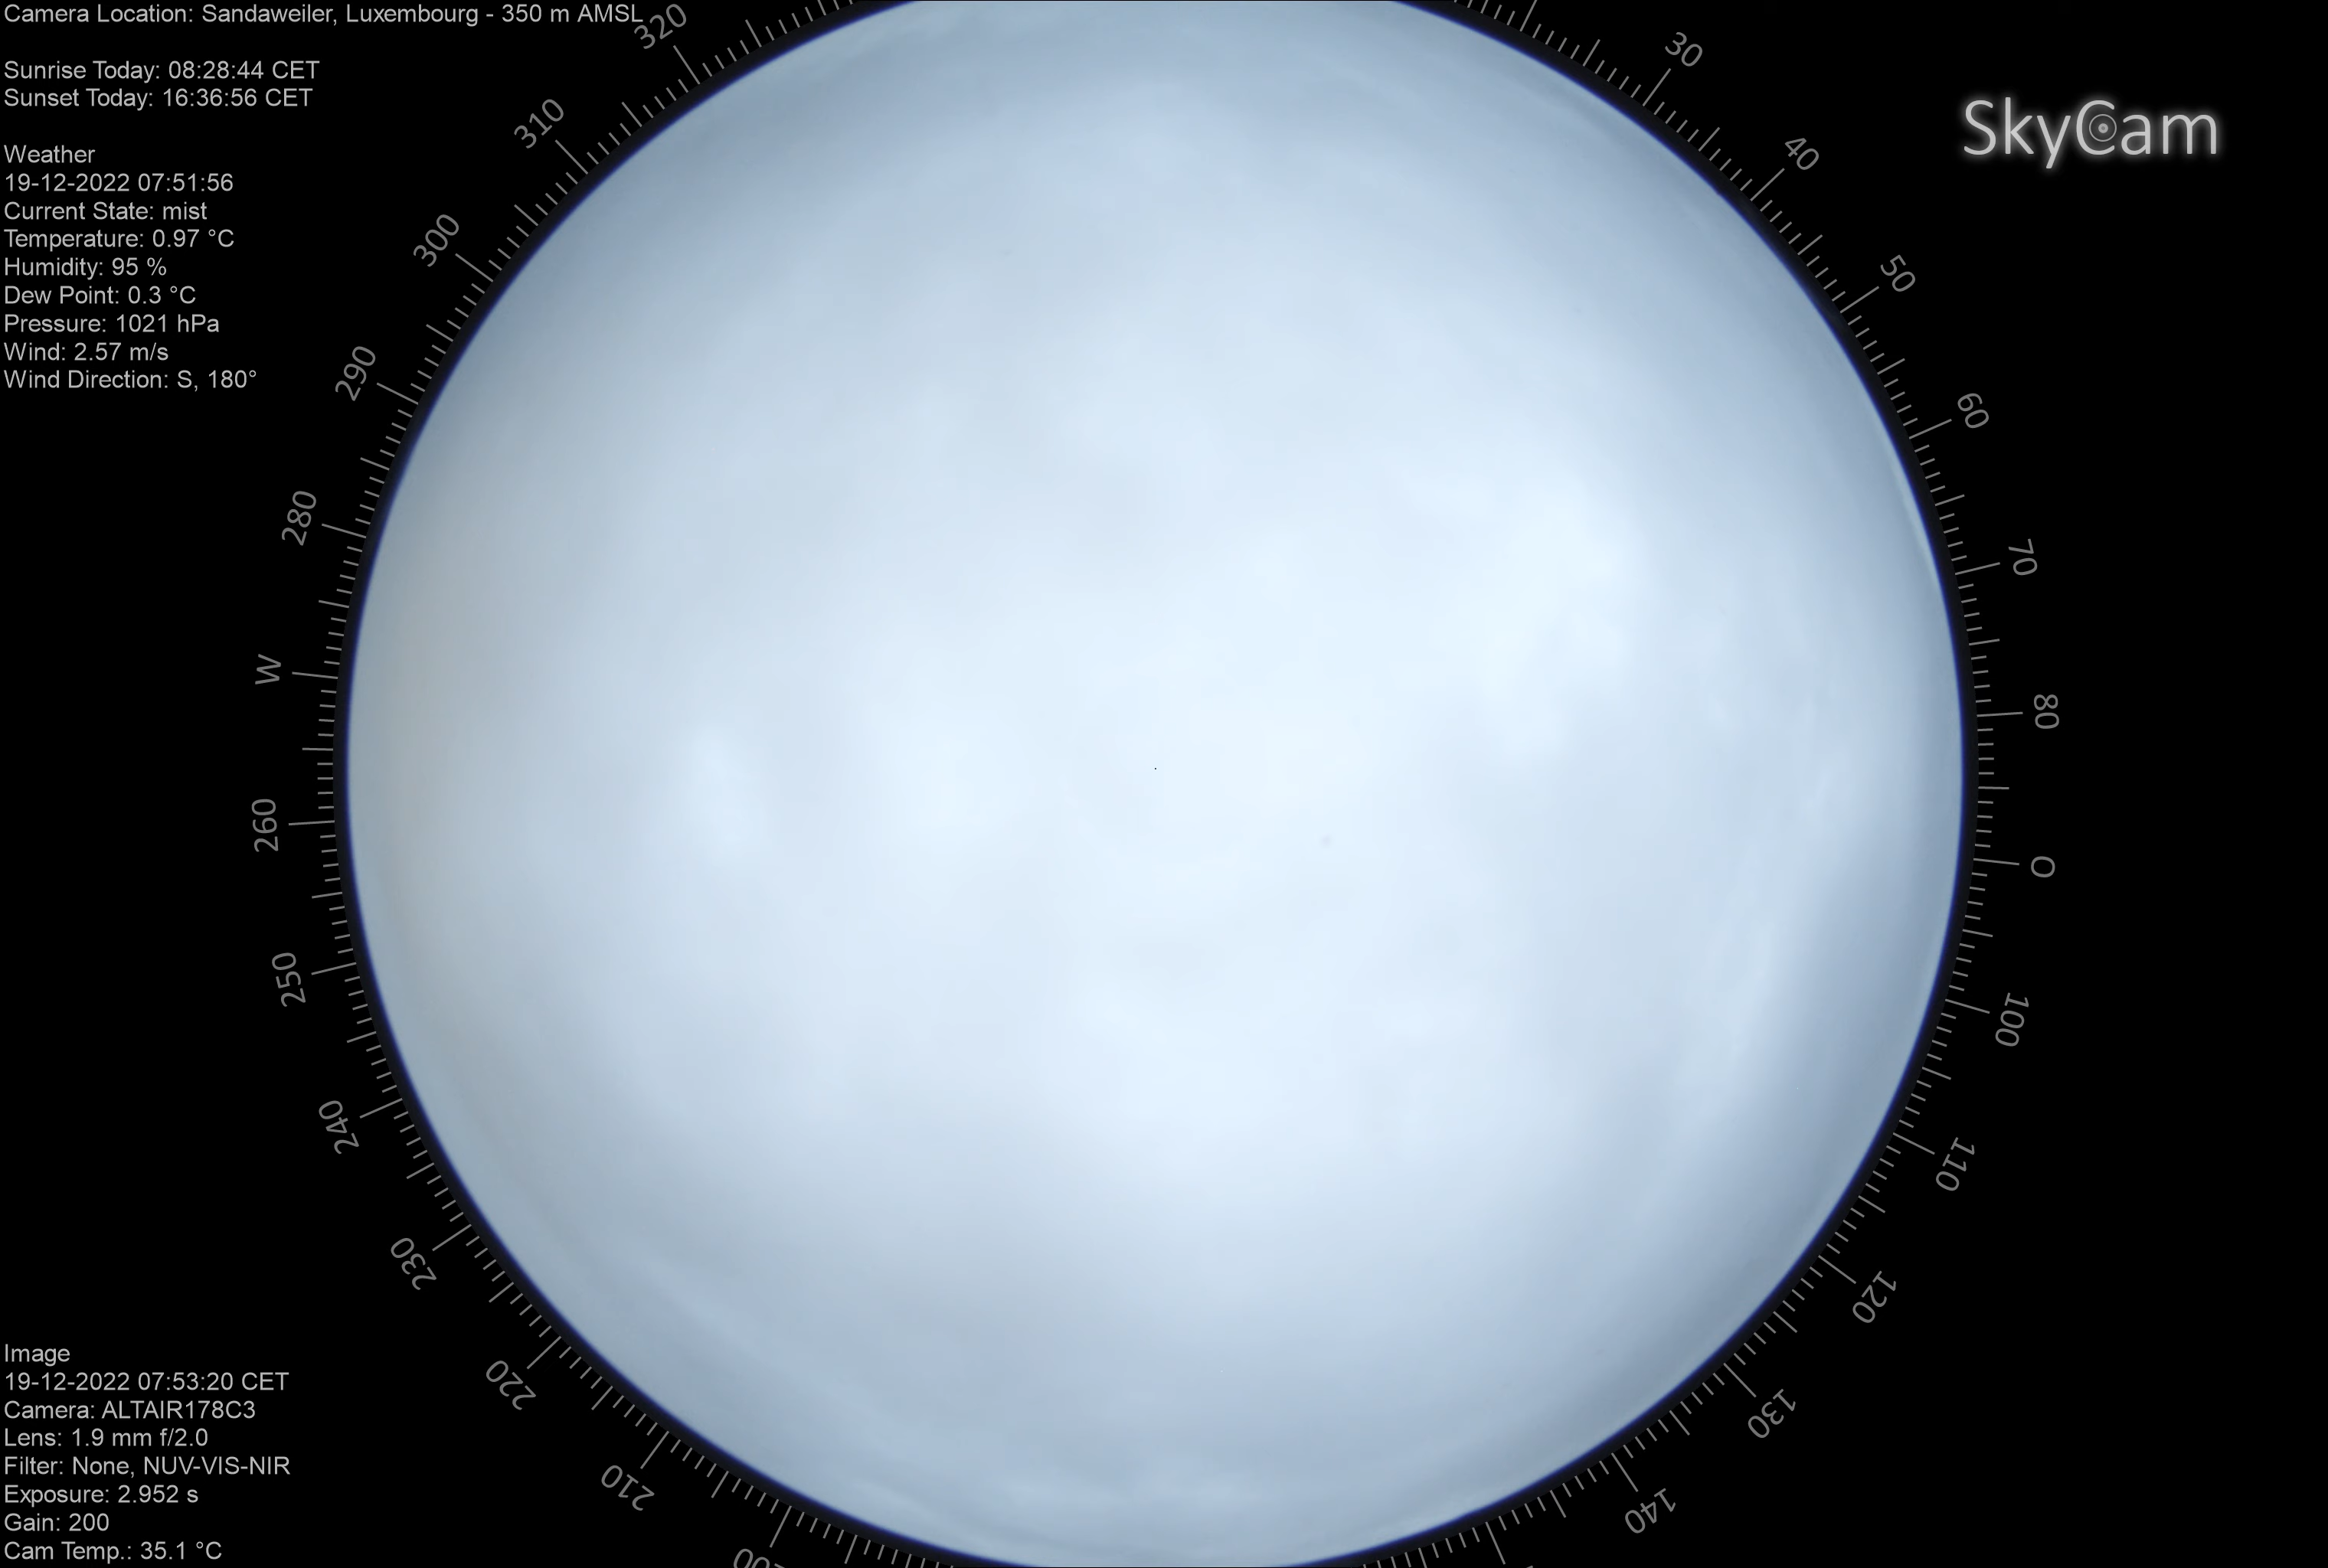 Camera Location: Sandaweiler, Luxembourg - 350 m AMSL
Sunrise Today: 08:28:44 CET
Sunset Today: 16:36:56 CET
Weather
19-12-2022 07:51:56
Current State: mist
Temperature: 0.97 °C
Humidity: 95 %
Dew Point: 0.3 °C
Pressure: 1021 hPa
Wind: 2.57 m/s
Wind Direction: S, 180°
SkyCam
320
310
300
290
280
W
260
250
240
230
220
210
200
30
40
50
60
70
80
O
100
110
120
130
140
Image
19-12-2022 07:53:20 CET
Camera: ALTAIR178C3
Lens: 1.9 mm f/2.0
Filter: None, NUV-VIS-NIR
Exposure: 2.952 s
Gain: 200
Cam Temp.: 35.1 °C